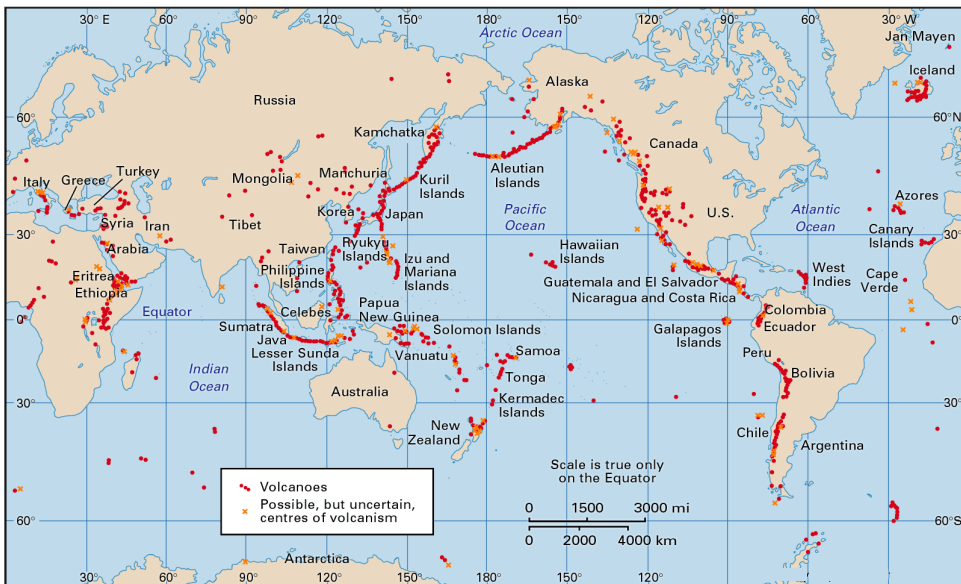 Arctic Ocean
Jan Mayen
Iceland
Alaska
Russia
60°
60°N
Kamchatka
Canada
Aleutian
Islands
Italy
Greece
Turkey
Mongolia
Manchuria
Kuril
Islands
Azores
Korea
Japan
Pacific
Ocean
U.S.
Atlantic
Ocean
Syria
Iran
Tibet
30°
30°
Canary
Islands
Arabia
Taiwan
Ryukyu
Islands
Hawaiian
Islands
Izu and
Mariana
Islands
Eritrea
Ethiopia
Philippine
Islands
Guatemala and El Salvador
Nicaragua and Costa Rica
West
Indies
Cape
Verde
Equator
Celebes
Papua
New Guinea
0°
0°
Colombia
Ecuador
Sumatra
Java
Lesser Sunda
Islands
Solomon Islands
Galapagos
Islands
Vanuatu
Samoa
Peru
Indian
Ocean
Tonga
Bolivia
Australia
Kermadec
Islands
30°
30°
New
Zealand
Chile
Argentina
Scale is true only
on the Equator
Volcanoes
Possible, but uncertain,
centres of volcanism
0 1500 3000 mi
0 2000 4000 km
60°
60°S
Antarctica
30°E 60° 90° 120° 150° 180° 150° 120° 90° 60° 30°W
30° 60° 90° 120° 150° 180° 150° 120° 90° 60° 30°